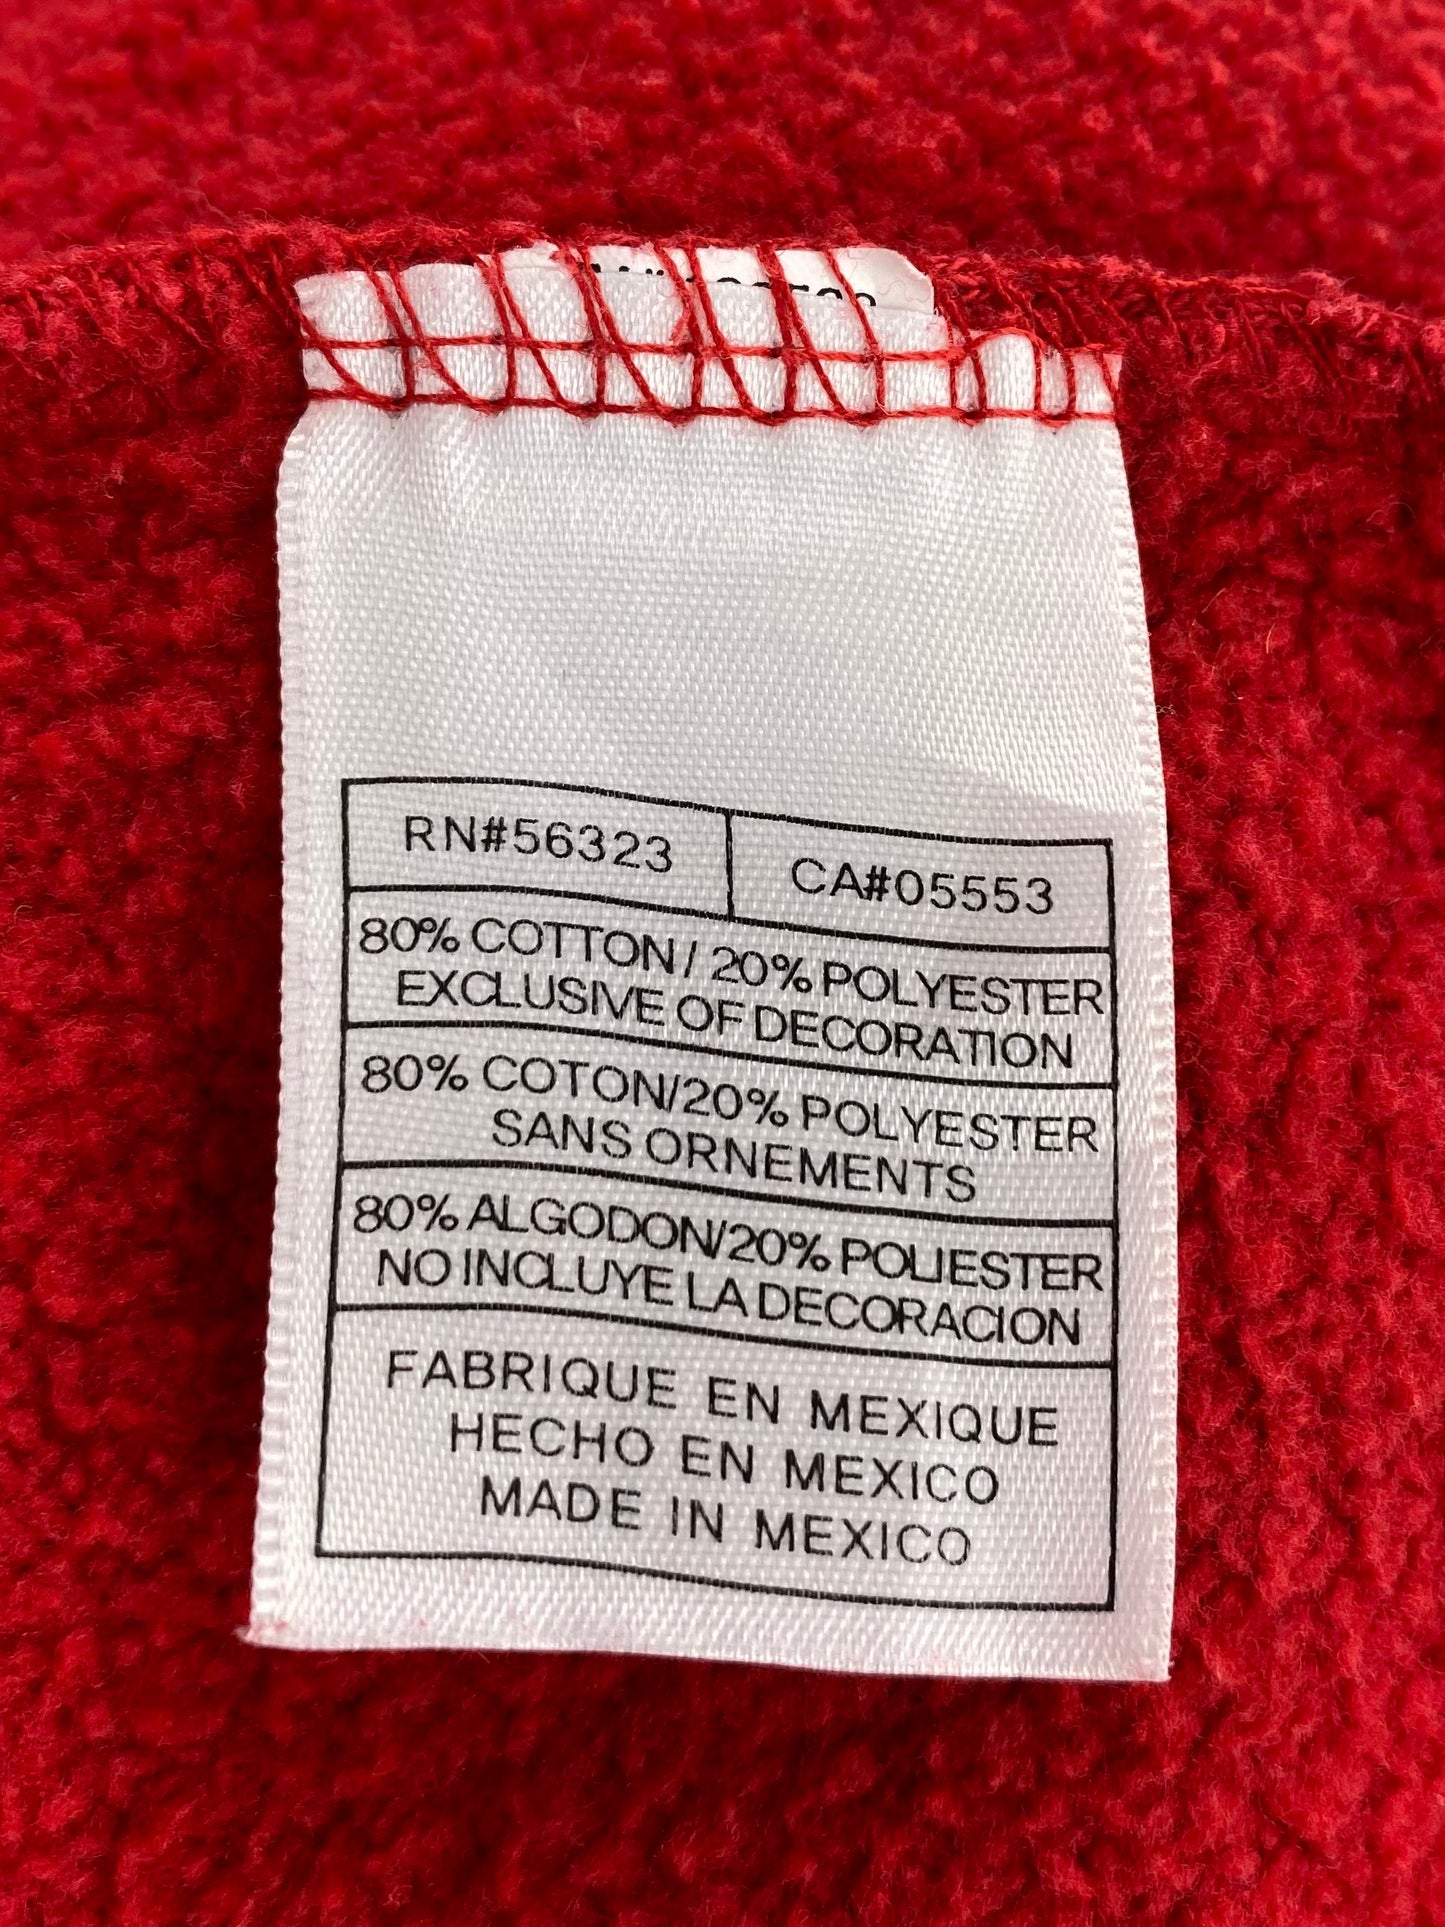 RN#56323 CA#05553
80% COTTON / 20% POLYESTER
EXCLUSIVE OF DECORATION
80% COTON/20% POLYESTER
SANS ORNEMENTS
80% ALGODON/20% POLIESTER
NO INCLUYE LA DECORACION
FABRIQUE EN MEXIQUE
HECHO EN MEXICO
MADE IN MEXICO